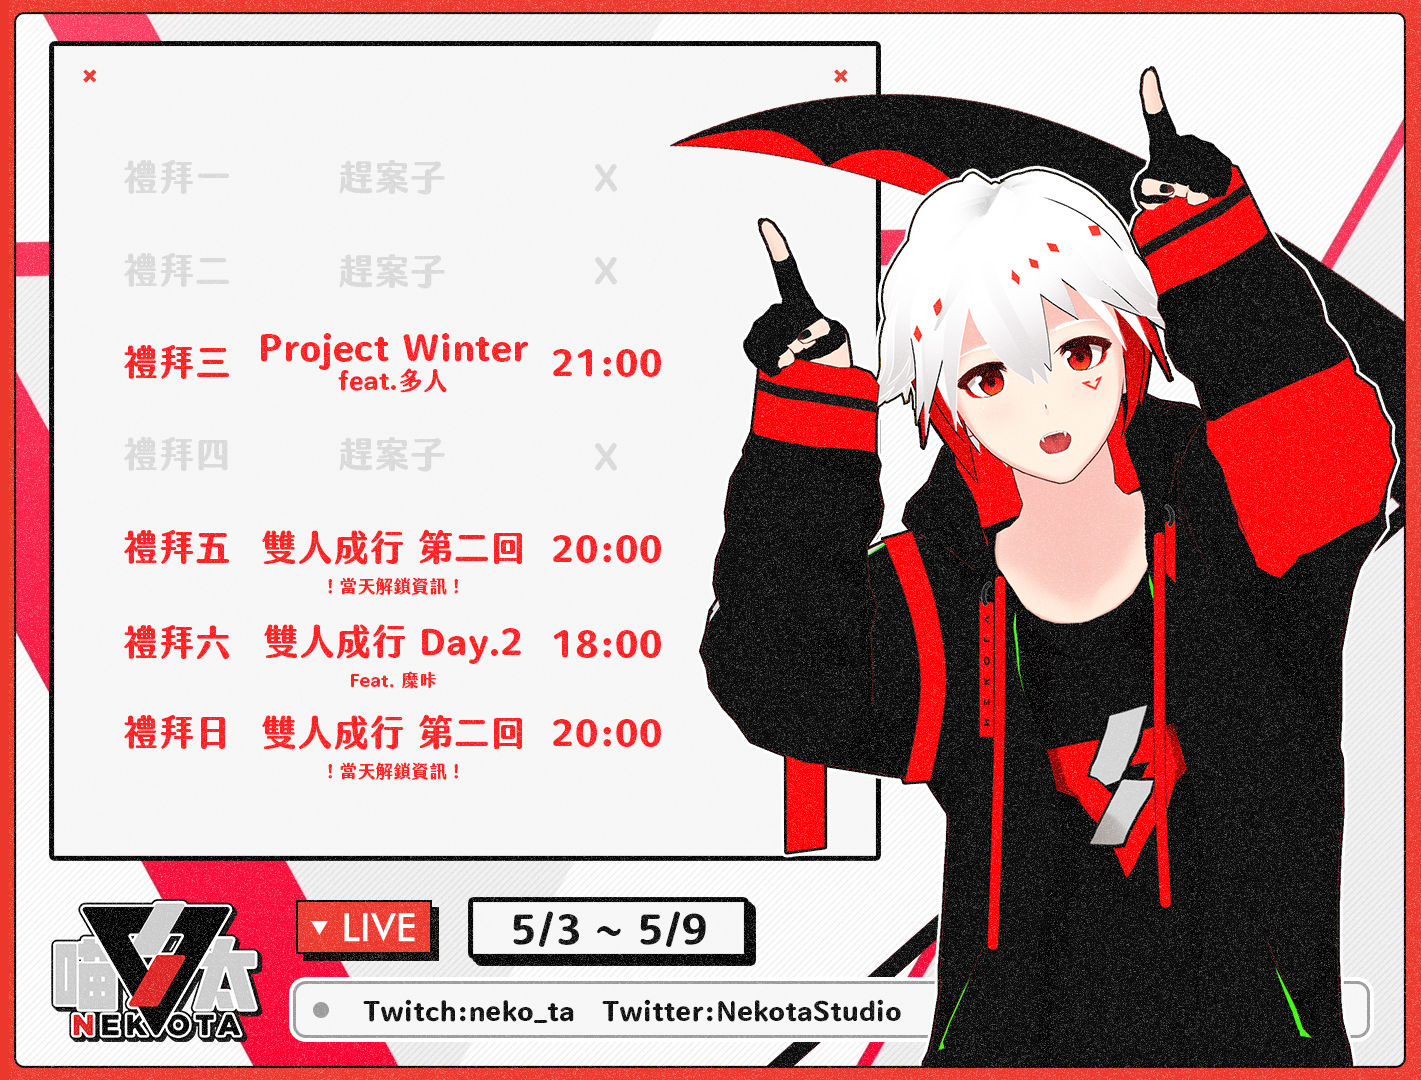 禮拜一 趕案子 X
禮拜二 趕案子 X
禮拜三 Project Winter 21:00
feat.多人
禮拜四 趕案子 X
禮拜五 雙人成行 第二回 20:00
！當天解鎖資訊！
禮拜六 雙人成行 Day.2 18:00
Feat. 糜咔
禮拜日 雙人成行 第二回 20:00
！當天解鎖資訊！
LIVE
5/3 ~ 5/9
喵太
NEKOTA
Twitch:neko_ta Twitter:NekotaStudio